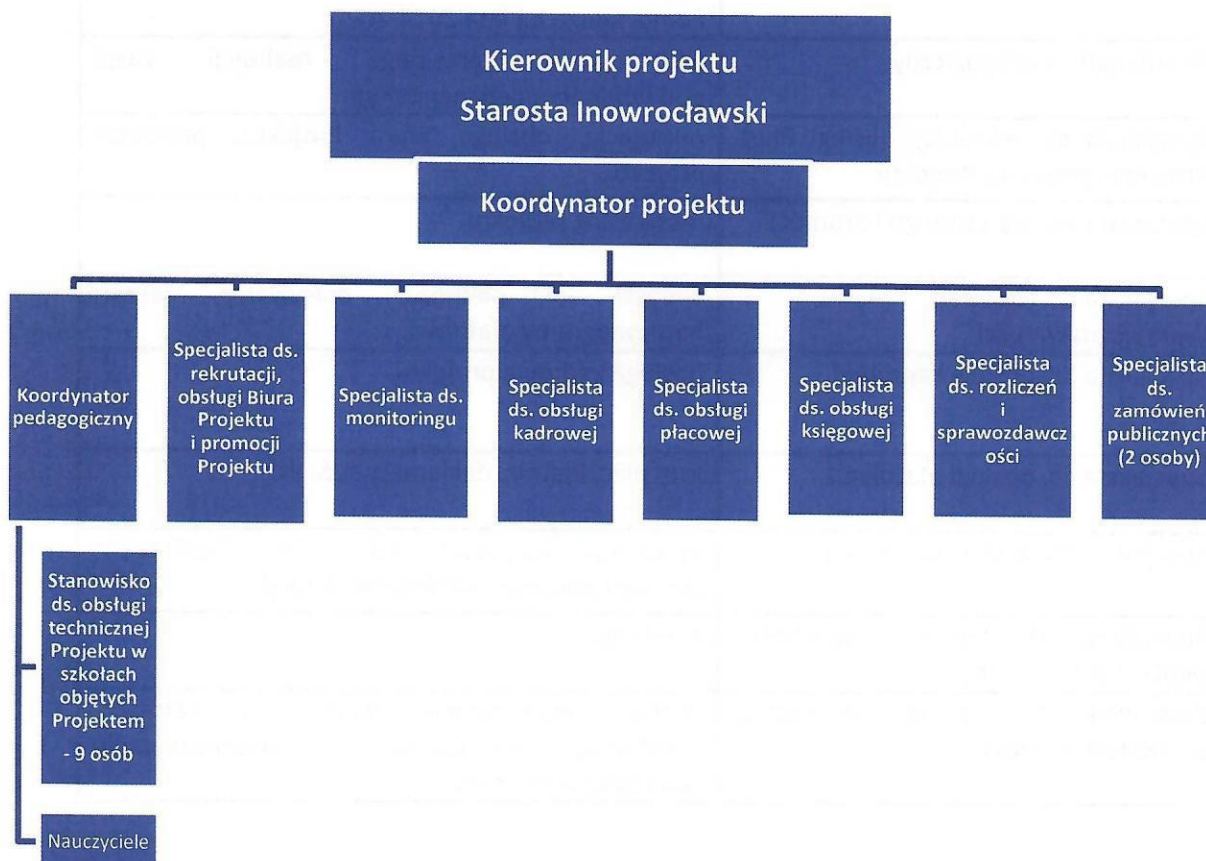 Kierownik projektu
Starosta Inowrocławski
Koordynator projektu
Koordynator
pedagogiczny
Specjalista ds.
rekrutacji,
obsługi Biura
Projektu
i promocji
Projektu
Specjalista ds.
monitoringu
Specjalista
ds. obsługi
kadrowej
Specjalista
ds. obsługi
płacowej
Specjalista
ds. obsługi
księgowej
Specjalista
ds. rozliczeń
i
sprawozdawcz
ości
Specjalista
ds.
zamówień
publicznych
(2 osoby)
Stanowisko
ds. obsługi
technicznej
Projektu w
szkołach
objętych
Projektem
- 9 osób
Nauczyciele